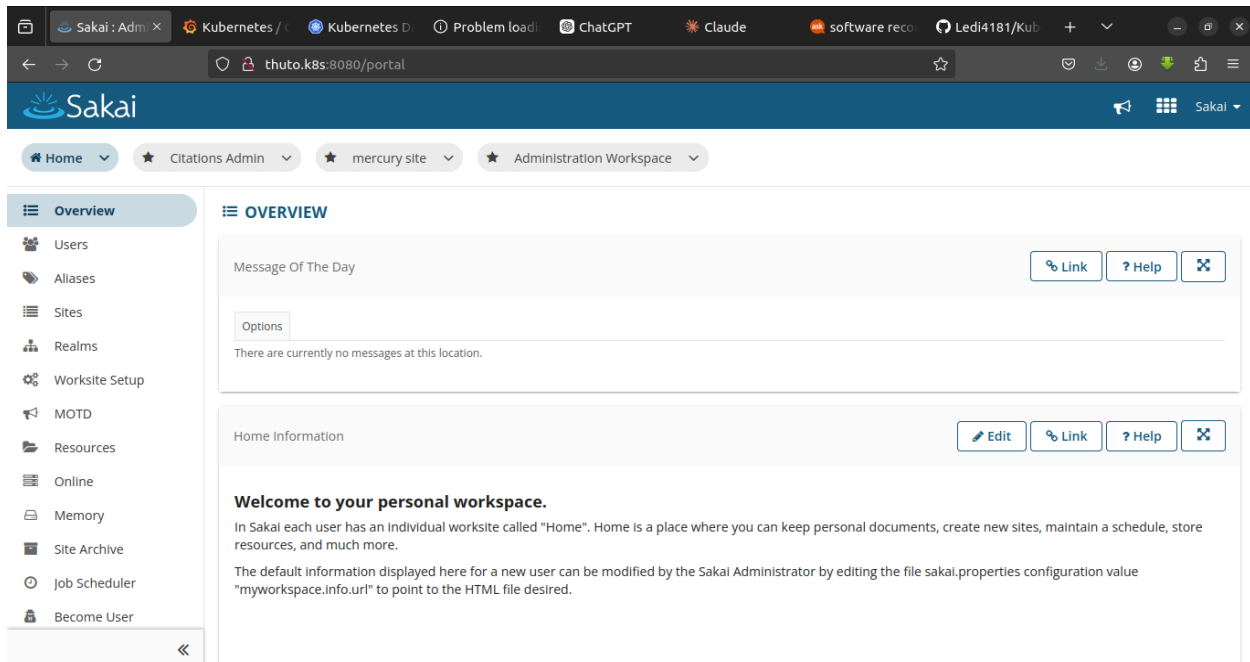 Sakai : Admi
Kubernetes / 
Kubernetes D
Problem loadi
ChatGPT
Claude
software reco
Ledi4181/Kub
thuto.k8s:8080/portal
Sakai
Sakai
Home
Citations Admin
mercury site
Administration Workspace
Overview
Users
Aliases
Sites
Realms
Worksite Setup
MOTD
Resources
Online
Memory
Site Archive
Job Scheduler
Become User
OVERVIEW
Message Of The Day
Link
? Help
Options
There are currently no messages at this location.
Home Information
Edit
Link
? Help
Welcome to your personal workspace.
In Sakai each user has an individual worksite called "Home". Home is a place where you can keep personal documents, create new sites, maintain a schedule, store
resources, and much more.
The default information displayed here for a new user can be modified by the Sakai Administrator by editing the file sakai.properties configuration value
"myworkspace.info.url" to point to the HTML file desired.